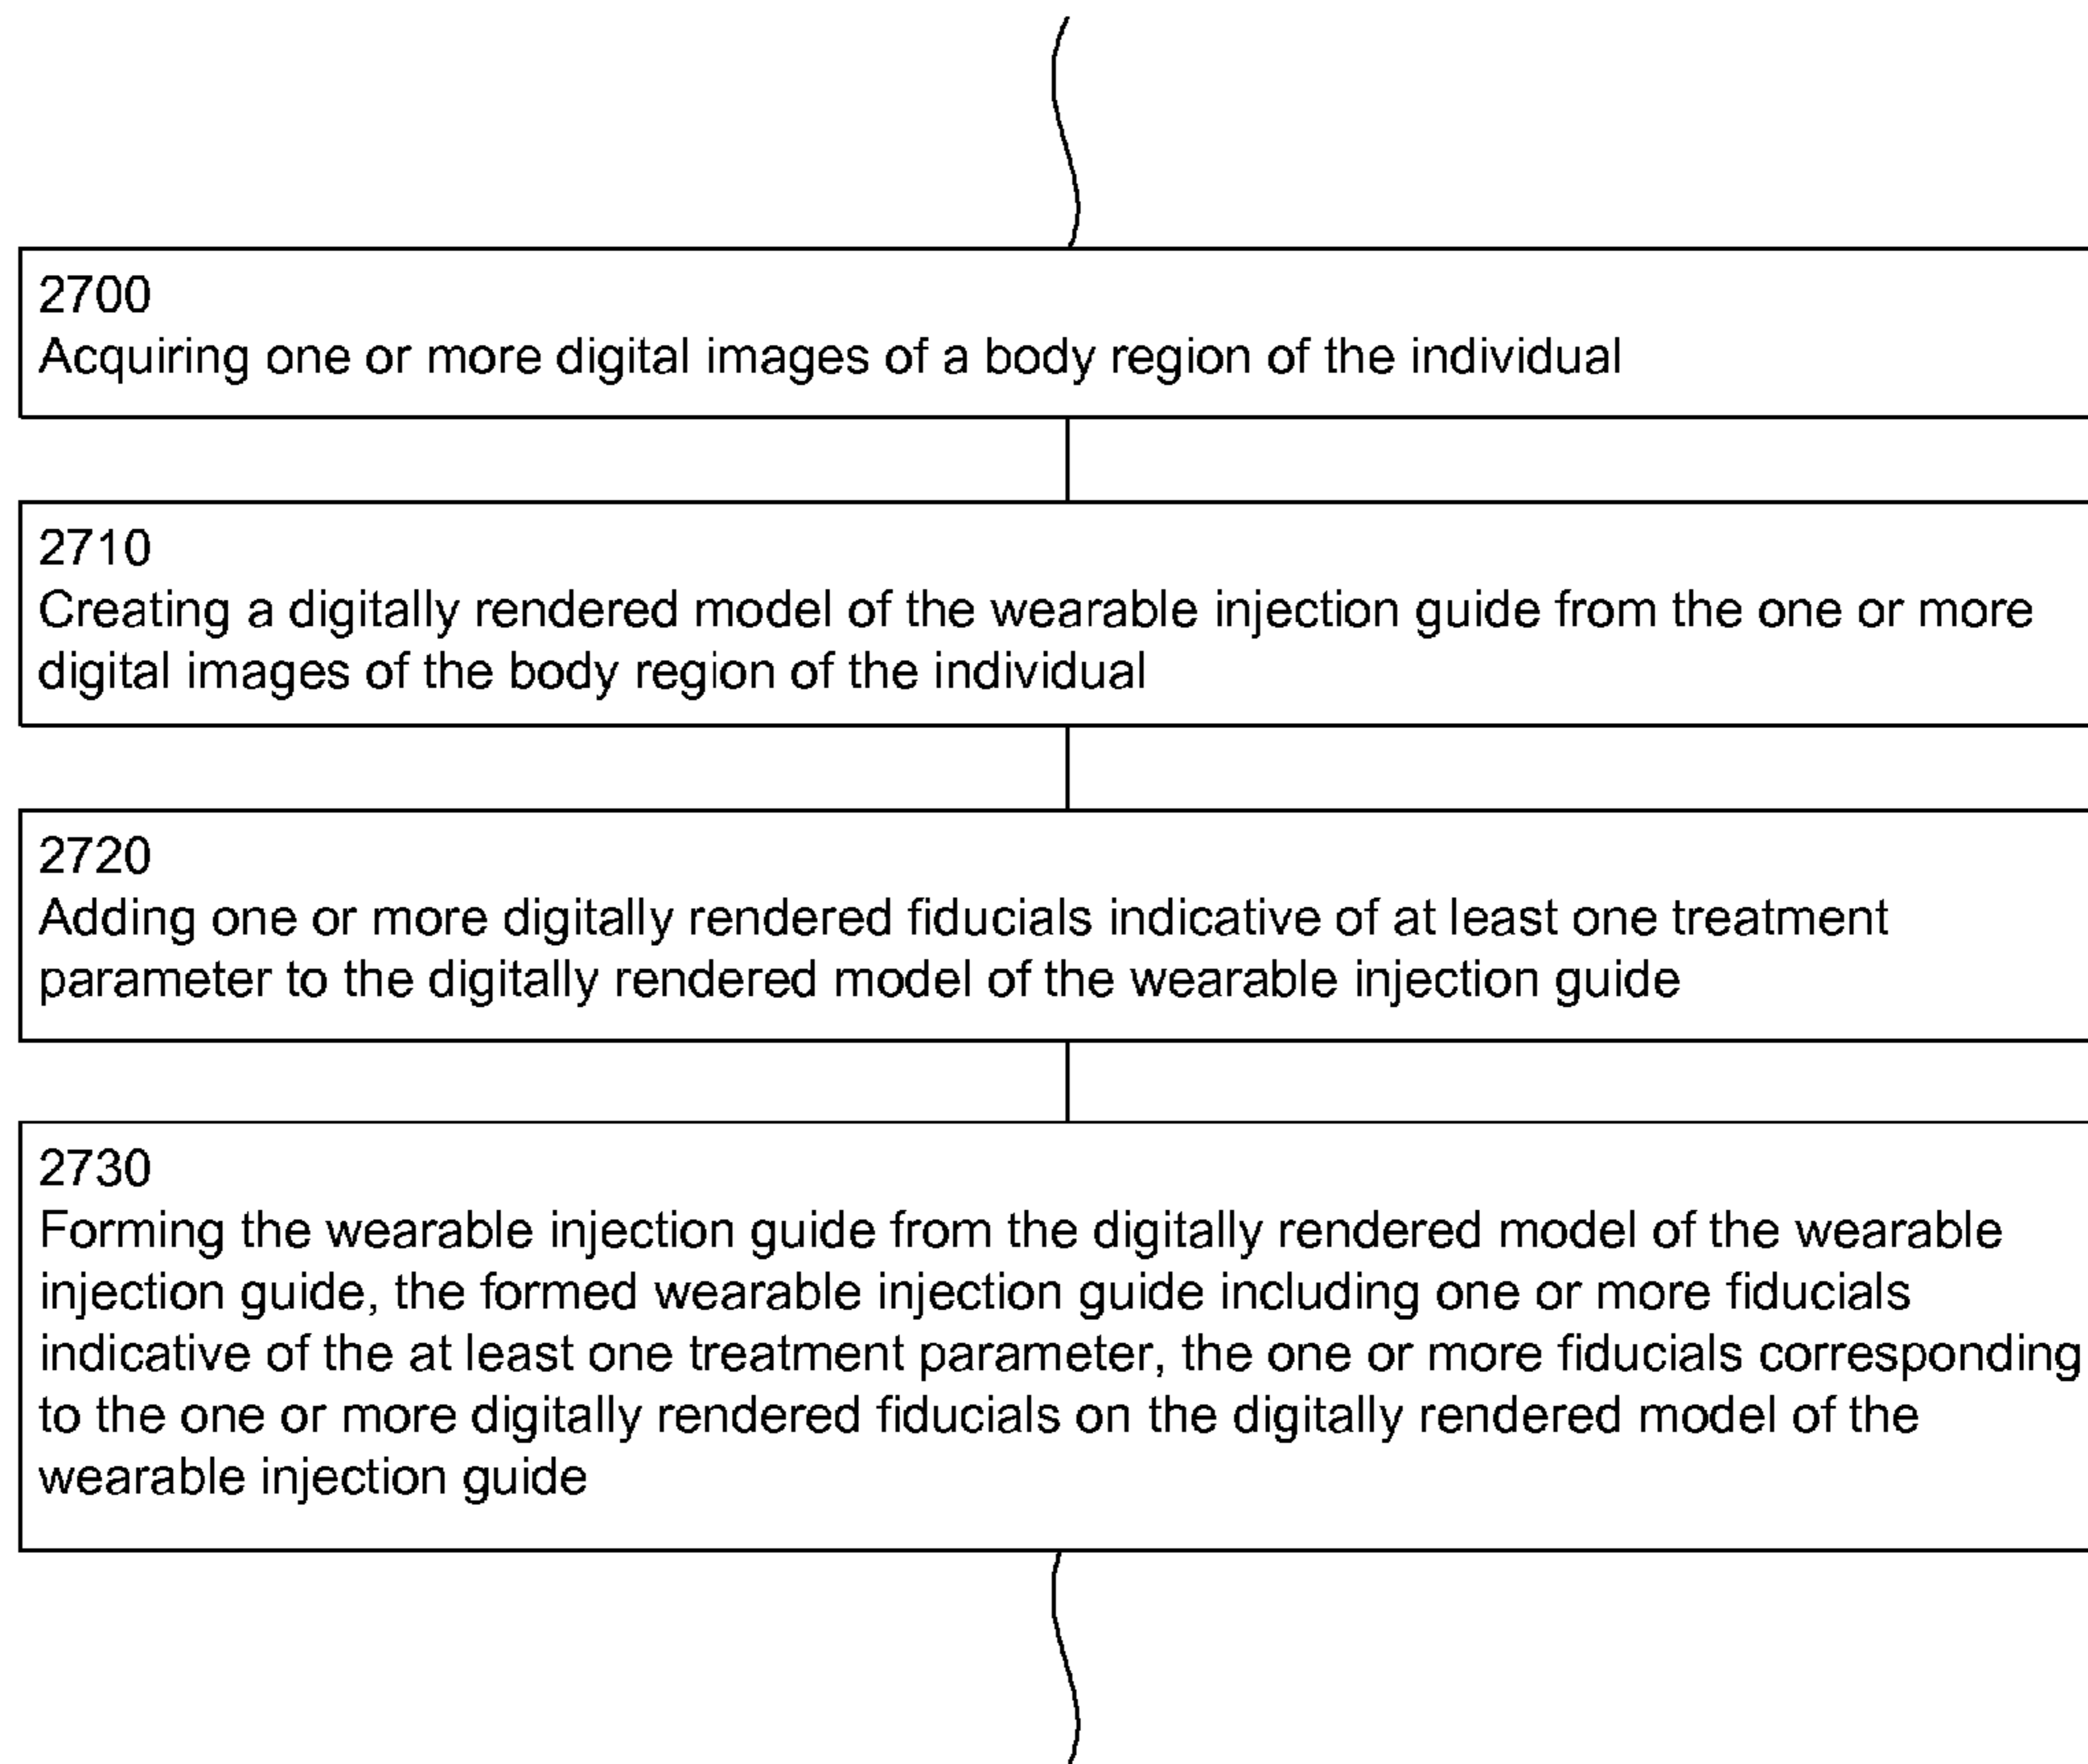 2700
Acquiring one or more digital images of a body region of the individual
2710
Creating a digitally rendered model of the wearable injection guide from the one or more
digital images of the body region of the individual
2720
Adding one or more digitally rendered fiducials indicative of at least one treatment
parameter to the digitally rendered model of the wearable injection guide
2730
Forming the wearable injection guide from the digitally rendered model of the wearable
injection guide, the formed wearable injection guide including one or more fiducials
indicative of the at least one treatment parameter, the one or more fiducials corresponding
to the one or more digitally rendered fiducials on the digitally rendered model of the
wearable injection guide